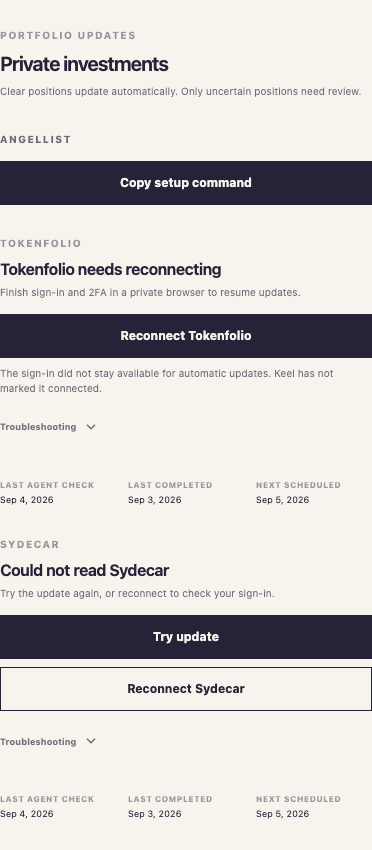 PORTFOLIO UPDATES
Private investments
Clear positions update automatically. Only uncertain positions need review.
ANGELLIST
Copy setup command
TOKENFOLIO
Tokenfolio needs reconnecting
Finish sign-in and 2FA in a private browser to resume updates.
Reconnect Tokenfolio
The sign-in did not stay available for automatic updates. Keel has not
marked it connected.
Troubleshooting
LAST AGENT CHECK LAST COMPLETED NEXT SCHEDULED
Sep 4, 2026 Sep 3, 2026 Sep 5, 2026
SYDECAR
Could not read Sydecar
Try the update again, or reconnect to check your sign-in.
Try update
Reconnect Sydecar
Troubleshooting
LAST AGENT CHECK LAST COMPLETED NEXT SCHEDULED
Sep 4, 2026 Sep 3, 2026 Sep 5, 2026